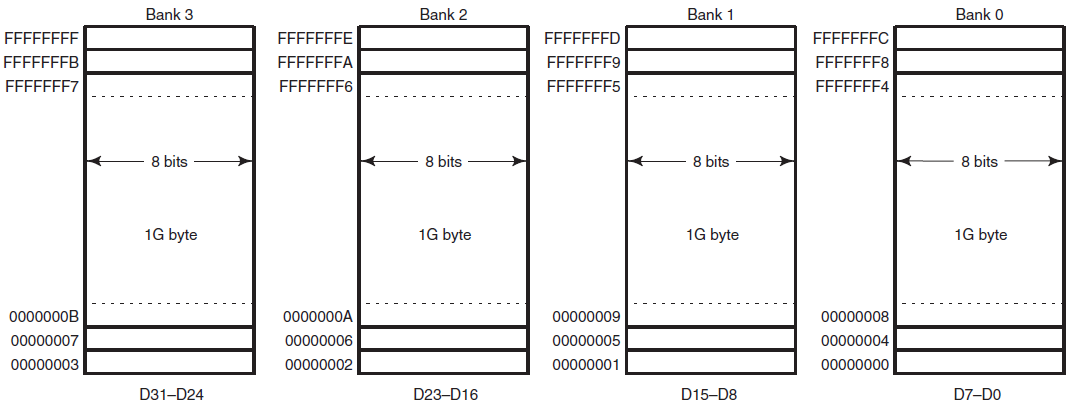 Bank 3 Bank 2 Bank 1 Bank 0
FFFFFFFF FFFFFFFE FFFFFFFD FFFFFFFC
FFFFFFFB FFFFFFFA FFFFFFF9 FFFFFFF8
FFFFFFF7 FFFFFFF6 FFFFFFF5 FFFFFFF4
8 bits 8 bits 8 bits 8 bits
1G byte 1G byte 1G byte 1G byte
0000000B 0000000A 00000009 00000008
00000007 00000006 00000005 00000004
00000003 00000002 00000001 00000000
D31–D24 D23–D16 D15–D8 D7–D0